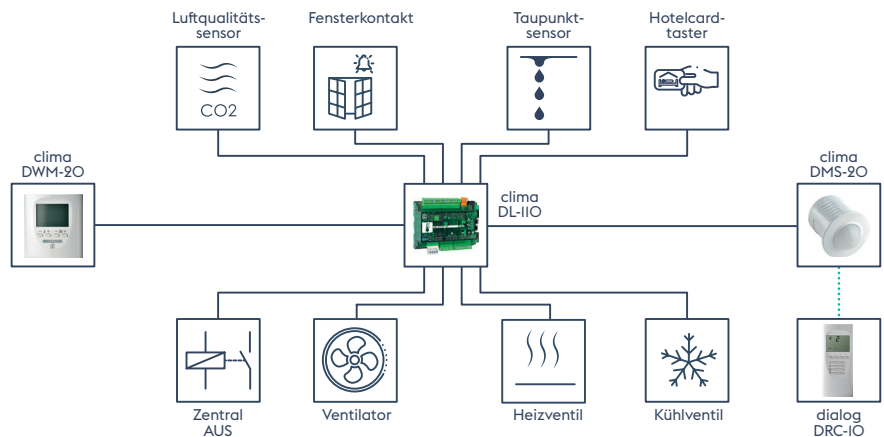 Luftqualitäts-
sensor
Fensterkontakt
Taupunkt-
sensor
Hotelcard-
taster
CO2
clima
DWM-20
clima
DL-110
clima
DMS-20
Zentral
AUS
Ventilator
Heizventil
Kühlventil
dialog
DRC-10